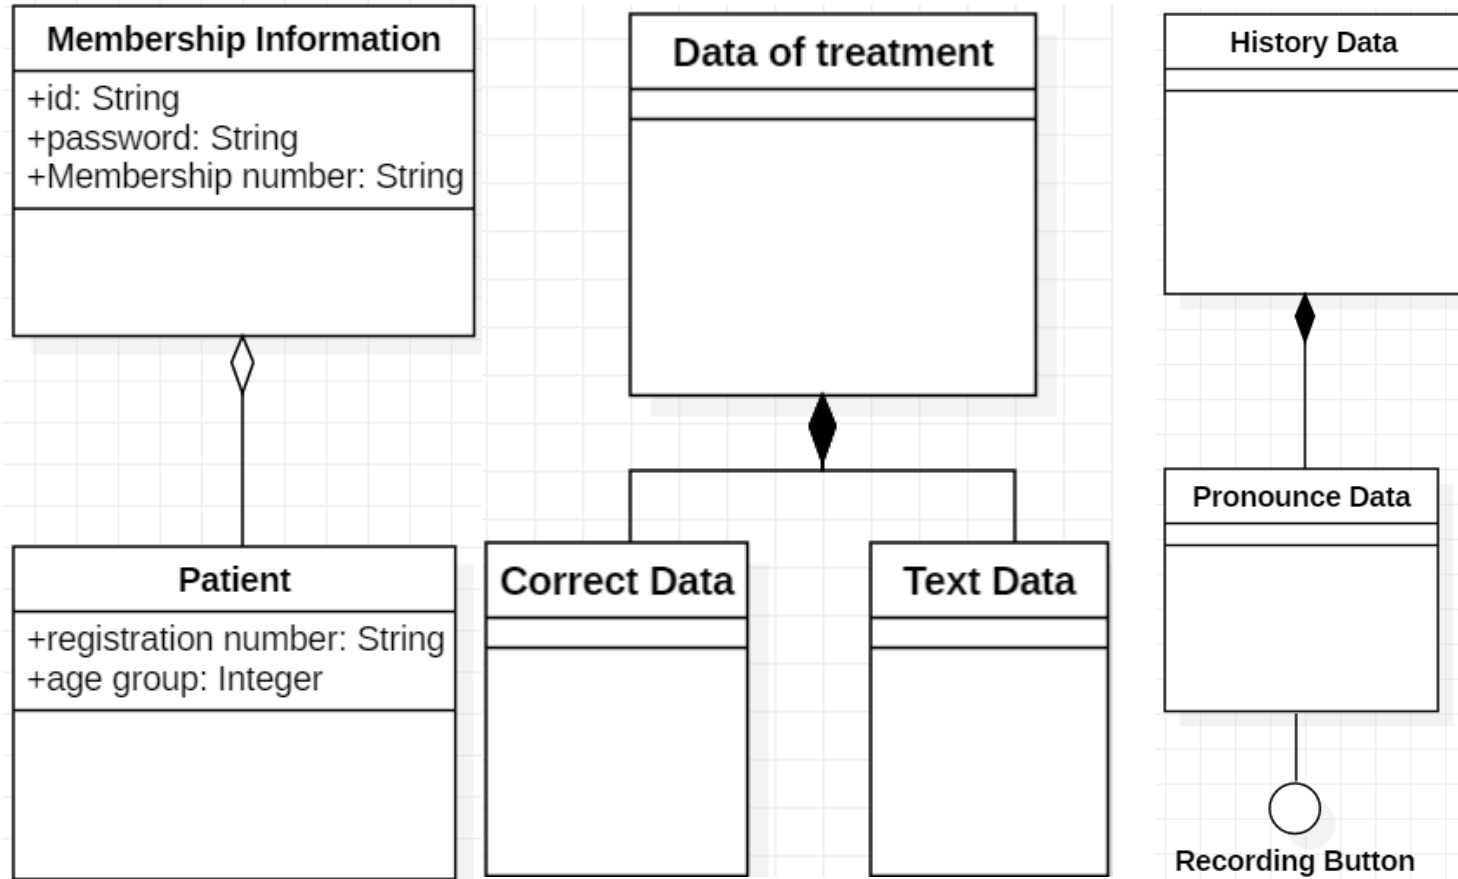 Membership Information
+id: String
+password: String
+Membership number: String
Patient
+registration number: String
+age group: Integer
Data of treatment
Correct Data
Text Data
History Data
Pronounce Data
Recording Button